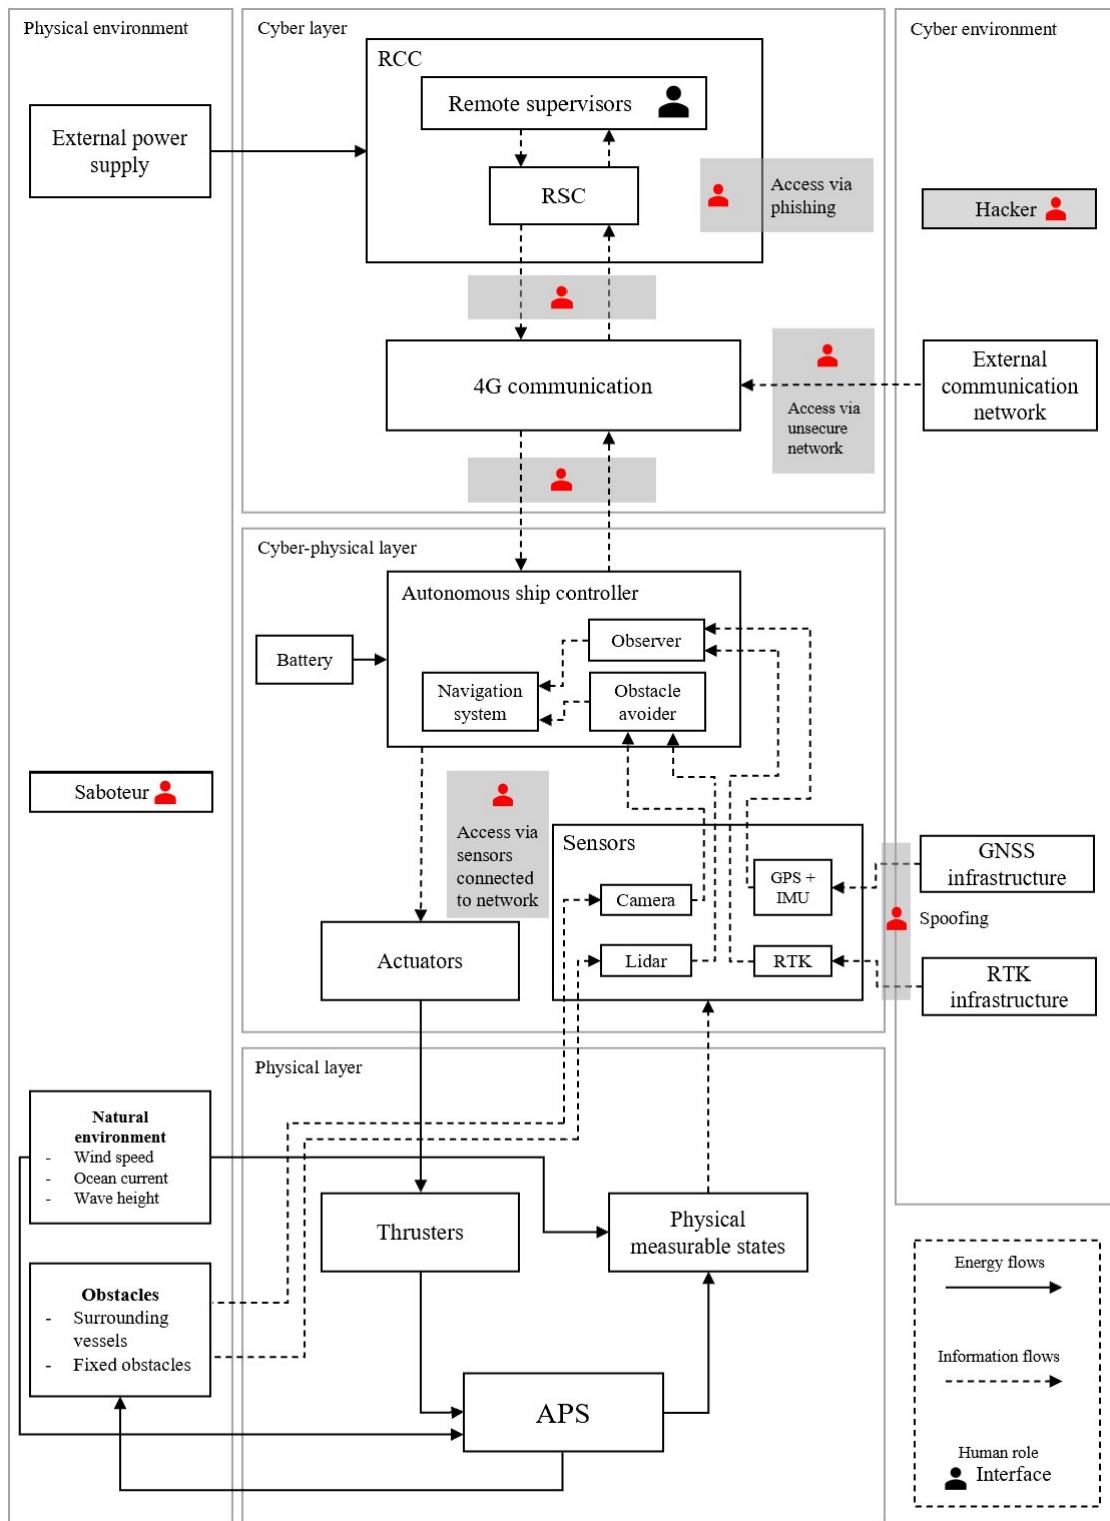 Physical environment
Cyber layer
Cyber environment
RCC
Remote supervisors
External power
supply
RSC
Access via
phishing
Hacker
4G communication
External
communication
network
Access via
unsecure
network
Cyber-physical layer
Autonomous ship controller
Observer
Battery
Navigation
system
Obstacle
avoider
Saboteur
Access via
sensors
connected
to network
Sensors
GNSS
infrastructure
GPS +
IMU
Camera
Spoofing
Actuators
Lidar
RTK
RTK
infrastructure
Physical layer
Natural
environment
- Wind speed
- Ocean current
- Wave height
Thrusters
Physical
measurable states
Energy flows
Obstacles
- Surrounding
vessels
- Fixed obstacles
Information flows
APS
Human role
Interface